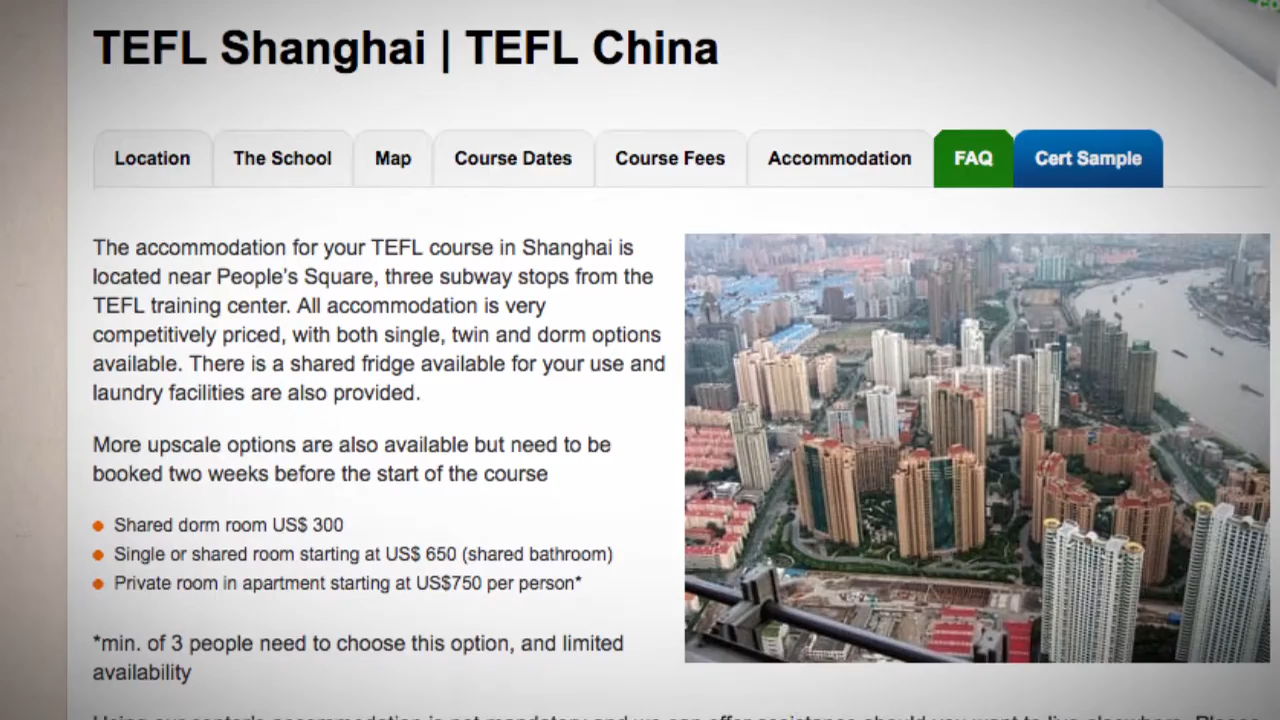 TEFL Shanghai | TEFL China
Location The School Map Course Dates Course Fees Accommodation FAQ Cert Sample
The accommodation for your TEFL course in Shanghai is
located near People's Square, three subway stops from the
TEFL training center. All accommodation is very
competitively priced, with both single, twin and dorm options
available. There is a shared fridge available for your use and
laundry facilities are also provided.
More upscale options are also available but need to be
booked two weeks before the start of the course
Shared dorm room US$ 300
Single or shared room starting at US$ 650 (shared bathroom)
Private room in apartment starting at US$750 per person*
*min. of 3 people need to choose this option, and limited
availability